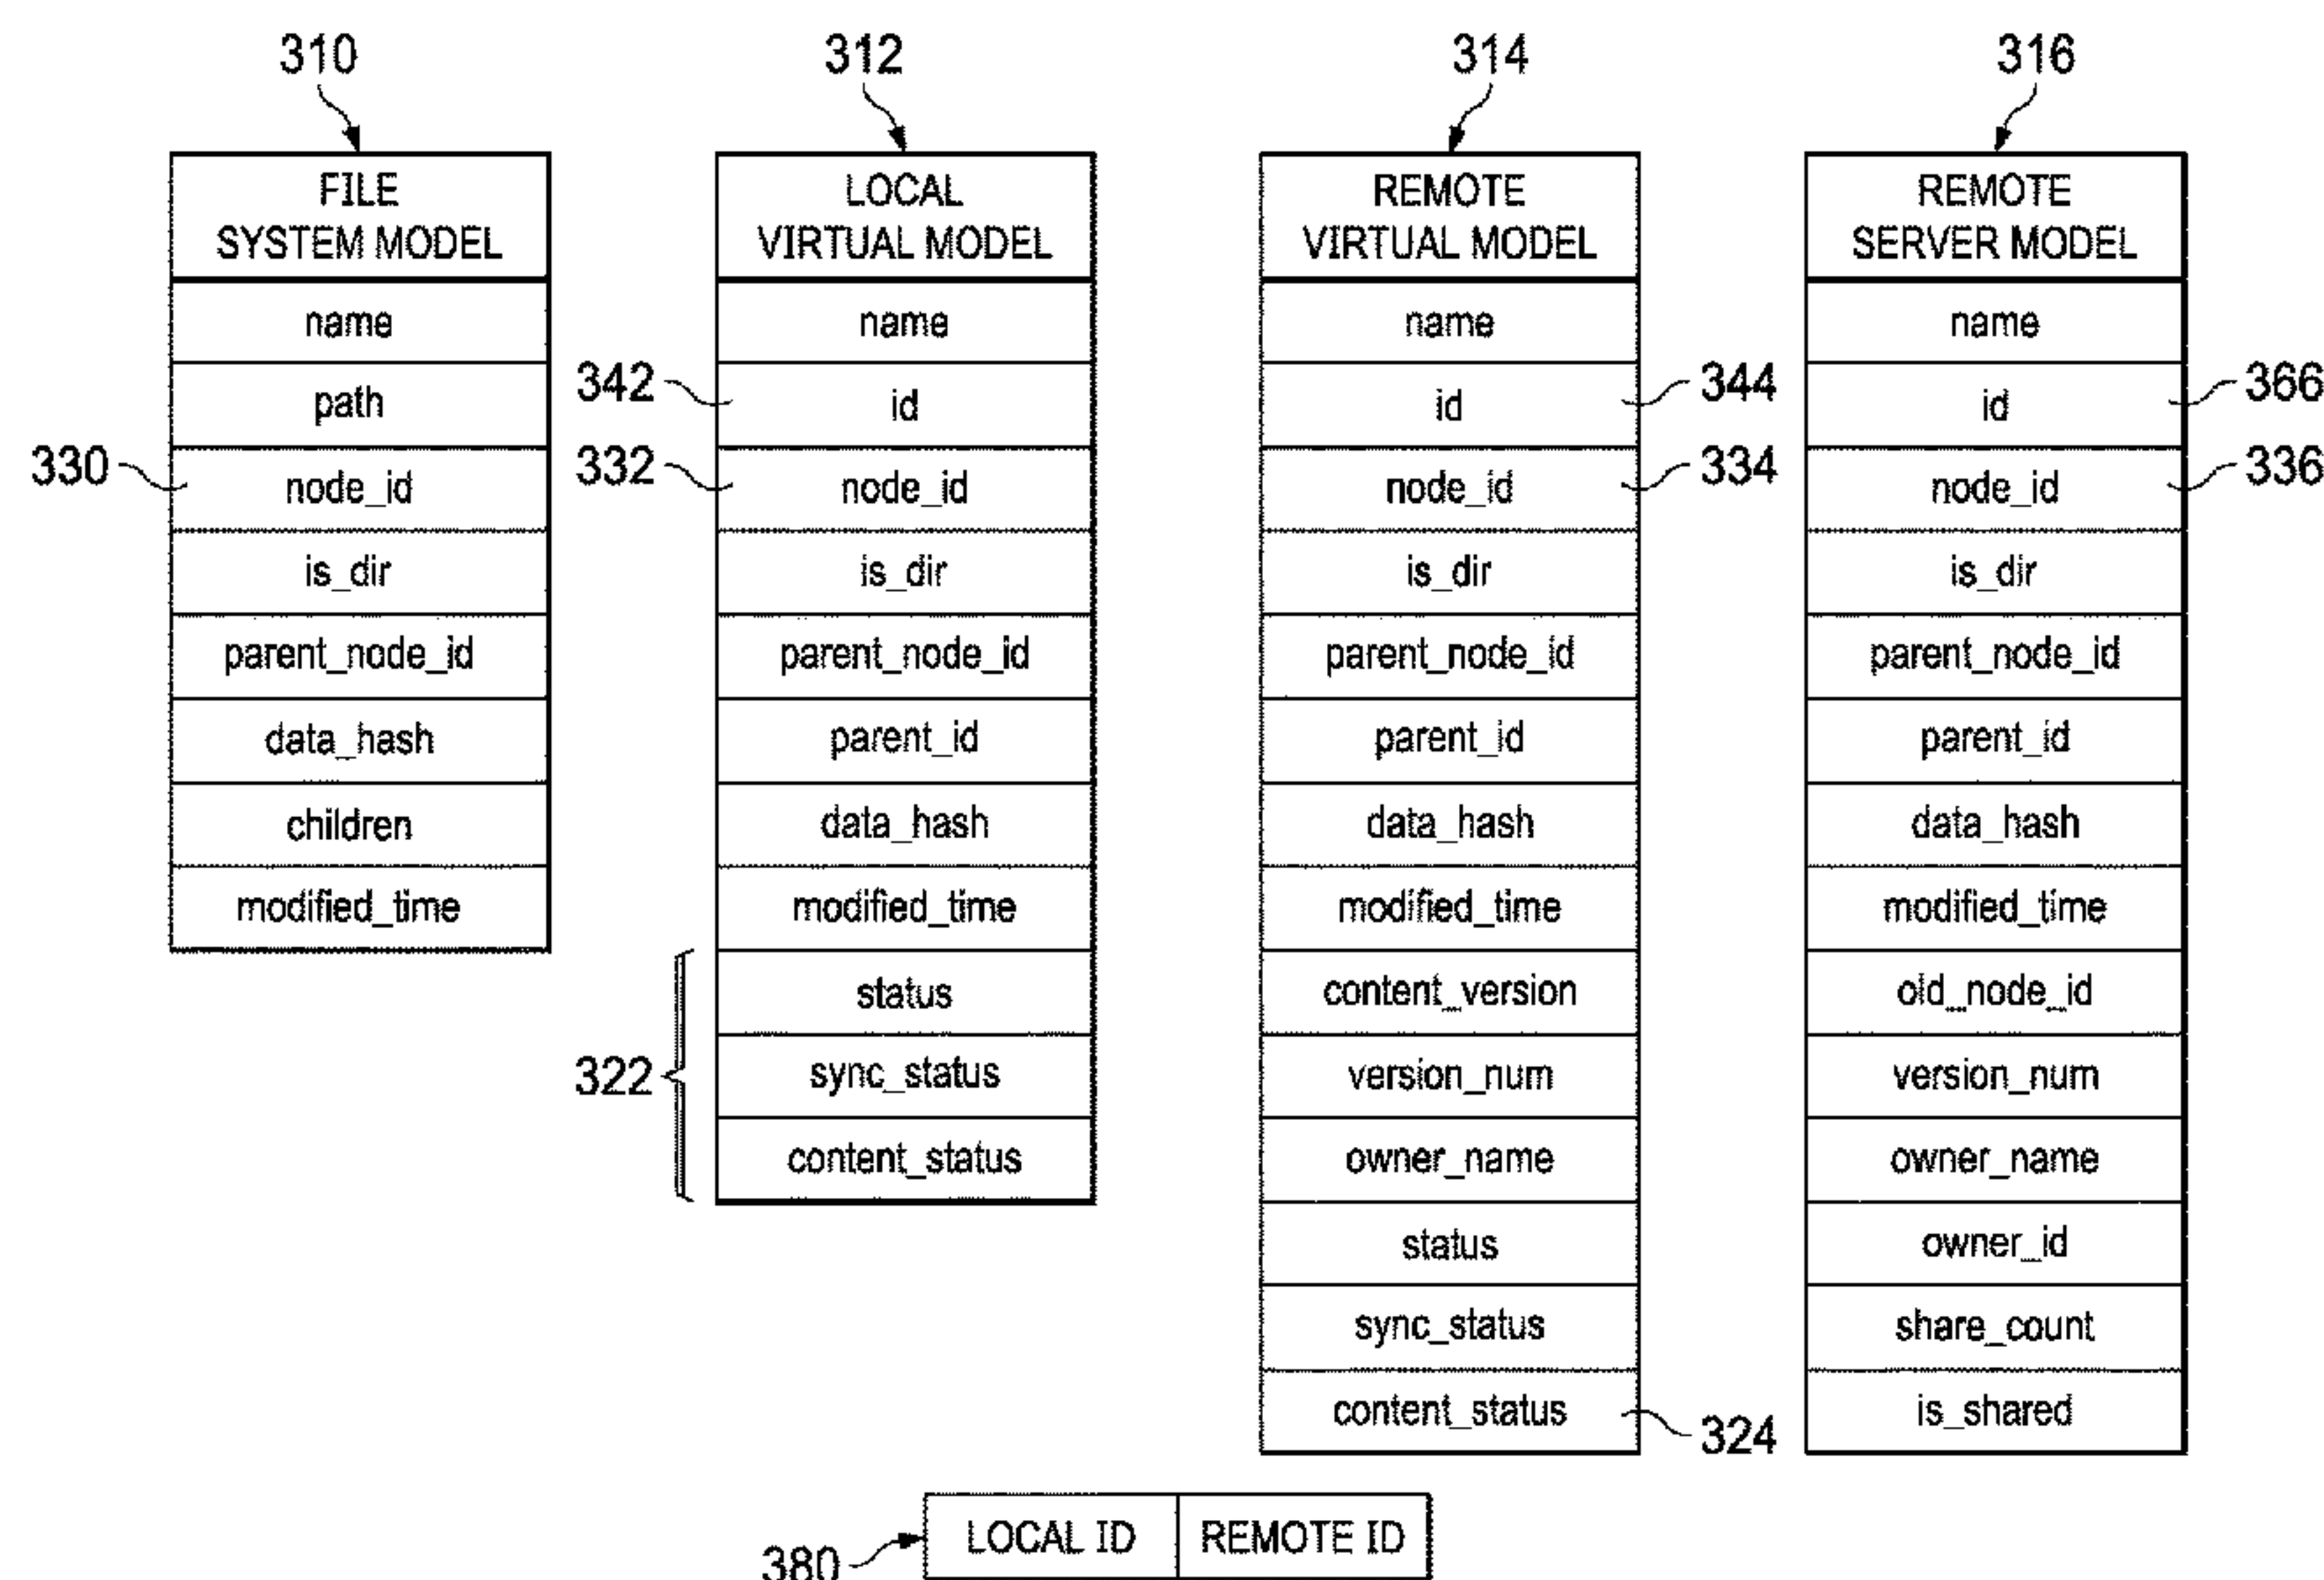 310
312
314
316
FILE
SYSTEM MODEL
name
path
330
node_id
is_dir
parent_node_id
data_hash
children
modified_time
LOCAL
VIRTUAL MODEL
name
342
id
332
node_id
is_dir
parent_node_id
parent_id
data_hash
modified_time
322
status
sync_status
content_status
REMOTE
VIRTUAL MODEL
name
id
344
node_id
334
is_dir
parent_node_id
parent_id
data_hash
modified_time
content_version
version_num
owner_name
status
sync_status
content_status
324
REMOTE
SERVER MODEL
name
id
366
node_id
336
is_dir
parent_node_id
parent_id
data_hash
modified_time
old_node_id
version_num
owner_name
owner_id
share_count
is_shared
380
LOCAL ID
REMOTE ID